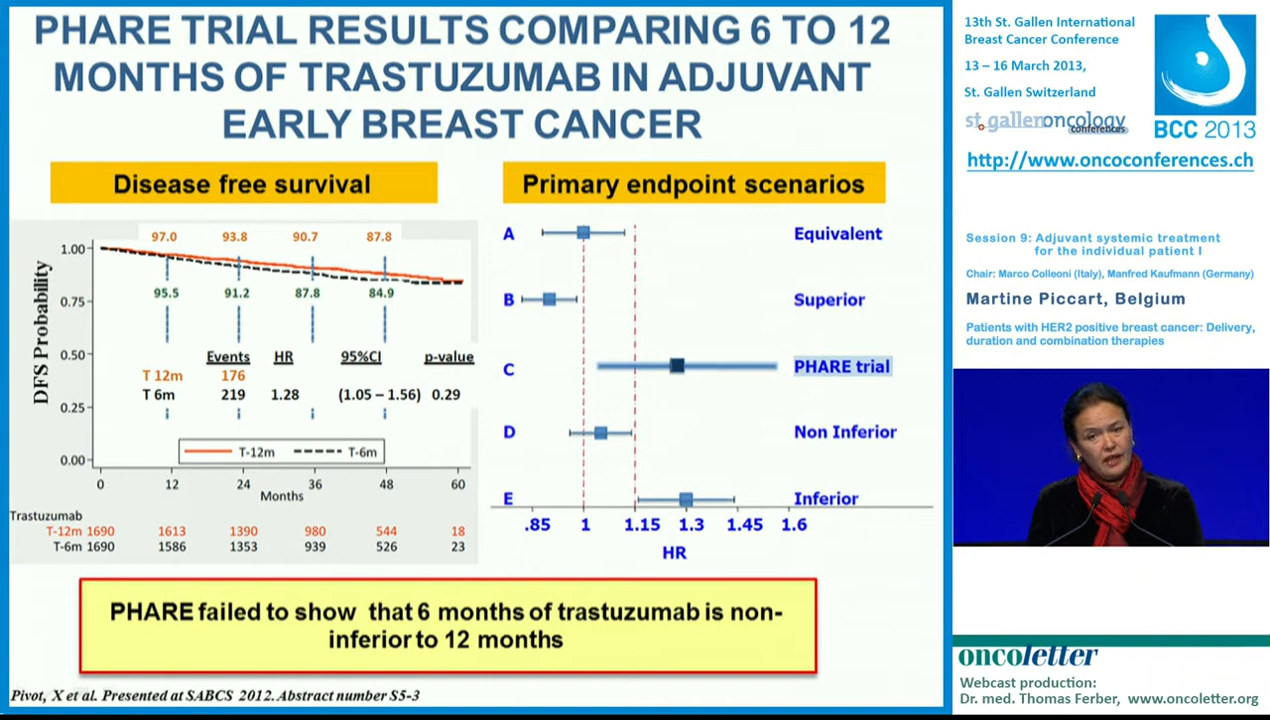 PHARE TRIAL RESULTS COMPARING 6 TO 12
MONTHS OF TRASTUZUMAB IN ADJUVANT
EARLY BREAST CANCER
Disease free survival
97.0 93.8 90.7 87.8
1.00
0.75
0.50
0.25
0.00
DFS Probability
95.5 91.2 87.8 84.9
Events HR 95%CI p-value
T 12m 176
T 6m 219 1.28 (1.05 – 1.56) 0.29
T-12m T-6m
0 12 24 36 48 60
Months
Trastuzumab
T-12m 1690 1613 1390 980 544 18
T-6m 1690 1586 1353 939 526 23
Primary endpoint scenarios
A Equivalent
B Superior
C PHARE trial
D Non Inferior
E Inferior
.85 1 1.15 1.3 1.45 1.6
HR
PHARE failed to show that 6 months of trastuzumab is non-
inferior to 12 months
Pivot, X et al. Presented at SABCS 2012. Abstract number S5-3
13th St. Gallen International
Breast Cancer Conference
13 – 16 March 2013,
St. Gallen Switzerland
st.gallenoncology
conferences
BCC 2013
http://www.oncoconferences.ch
Session 9: Adjuvant systemic treatment
for the individual patient I
Chair: Marco Colleoni (Italy), Manfred Kaufmann (Germany)
Martine Piccart, Belgium
Patients with HER2 positive breast cancer: Delivery,
duration and combination therapies
oncoletter
Webcast production:
Dr. med. Thomas Ferber, www.oncoletter.org